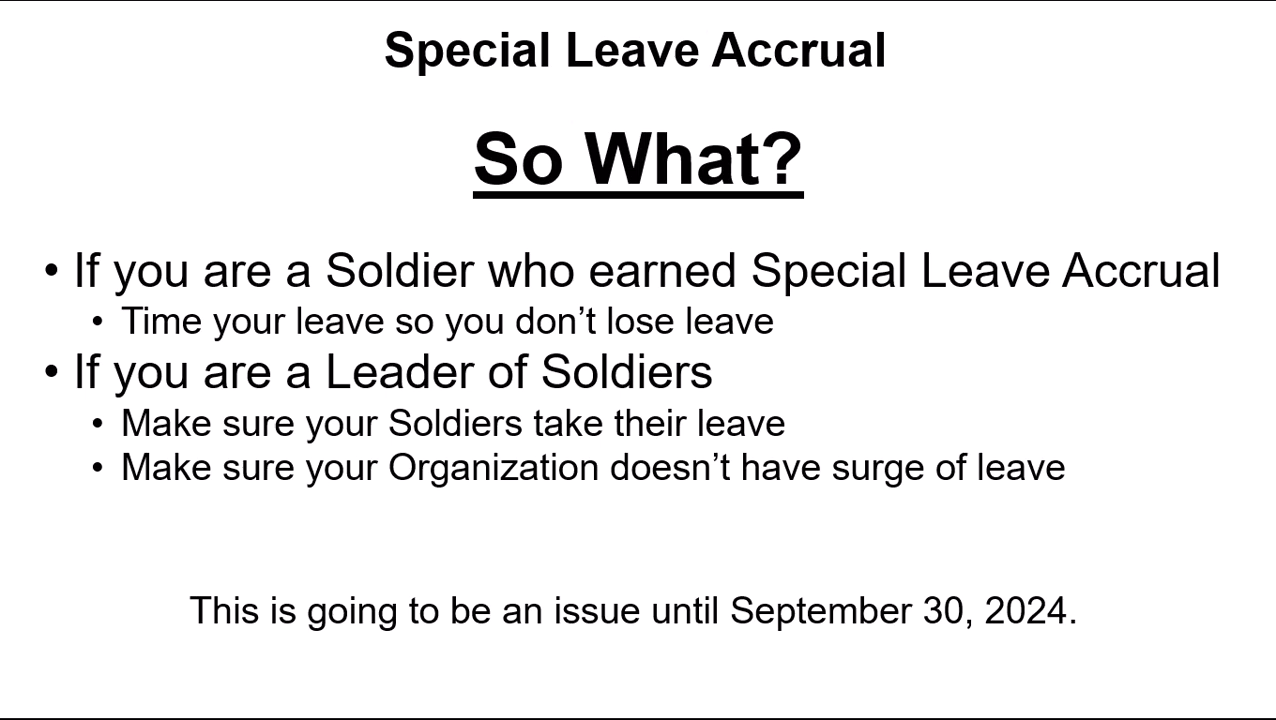 Special Leave Accrual
So What?
• If you are a Soldier who earned Special Leave Accrual
• Time your leave so you don’t lose leave
• If you are a Leader of Soldiers
• Make sure your Soldiers take their leave
• Make sure your Organization doesn’t have surge of leave
This is going to be an issue until September 30, 2024.